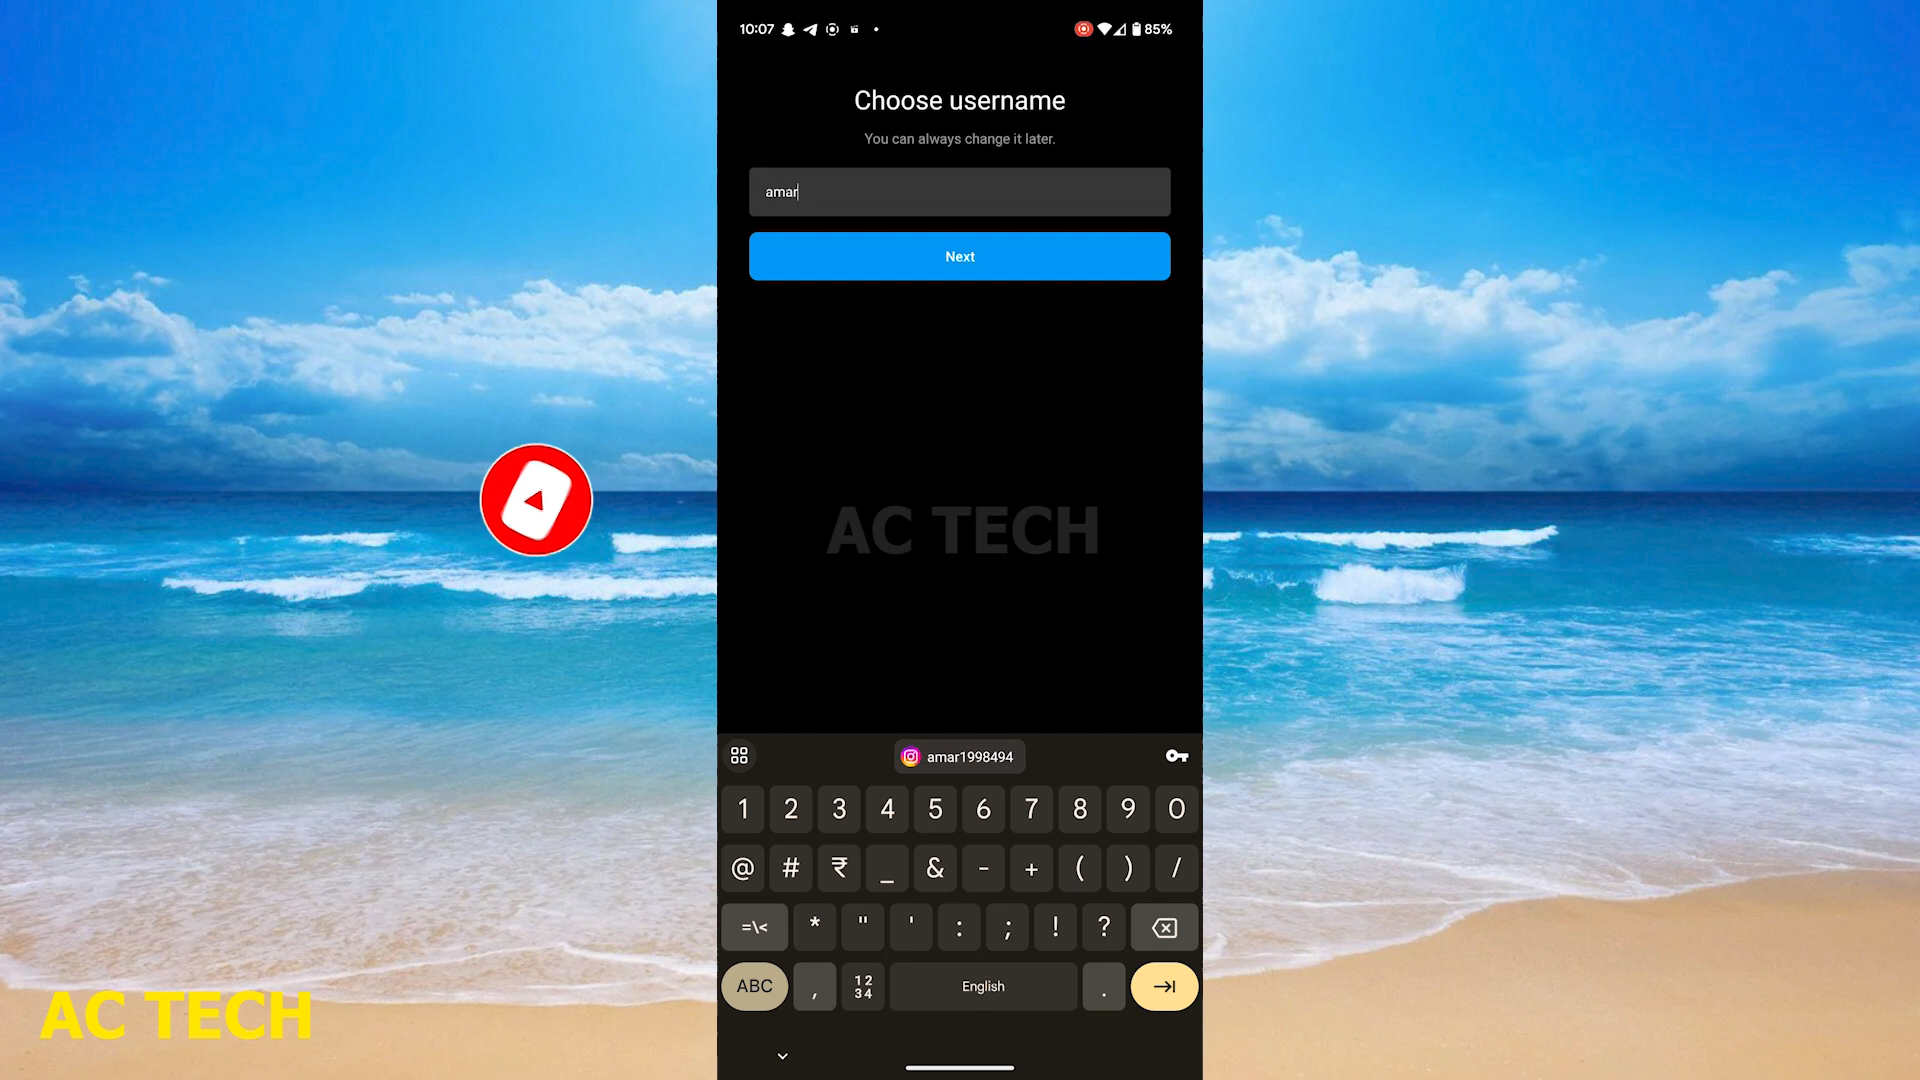 10:07 85%
Choose username
You can always change it later.
amar
Next
AC TECH
amar1998494
1 2 3 4 5 6 7 8 9 0
@ # ₹ _ & - + ( ) /
=\< * " ' : ; ! ?
ABC , 12 34 English .
AC TECH